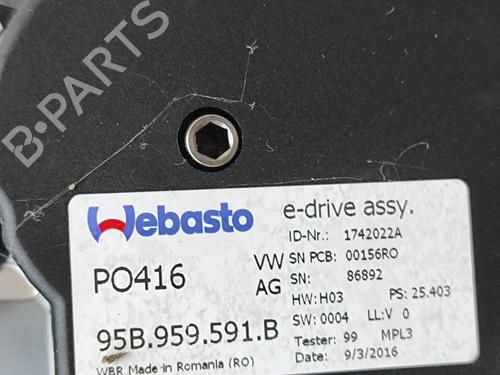 B-PARTS
Webasto
e-drive assy.
ID-Nr.: 1742022A
PO416
VW AG
SN PCB: 00156RO
SN: 86892
HW: H03 PS: 25.403
95B.959.591.B
SW: 0004 LL:V 0
Tester: 99 MPL3
WBR Made in Romania (RO)
Date: 9/3/2016